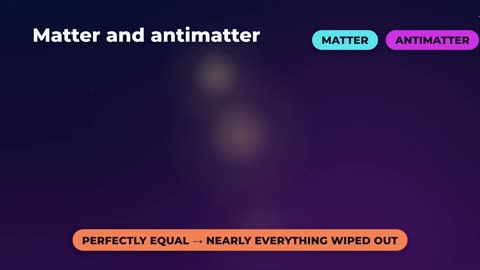 Matter and antimatter
MATTER
ANTIMATTER
PERFECTLY EQUAL → NEARLY EVERYTHING WIPED OUT